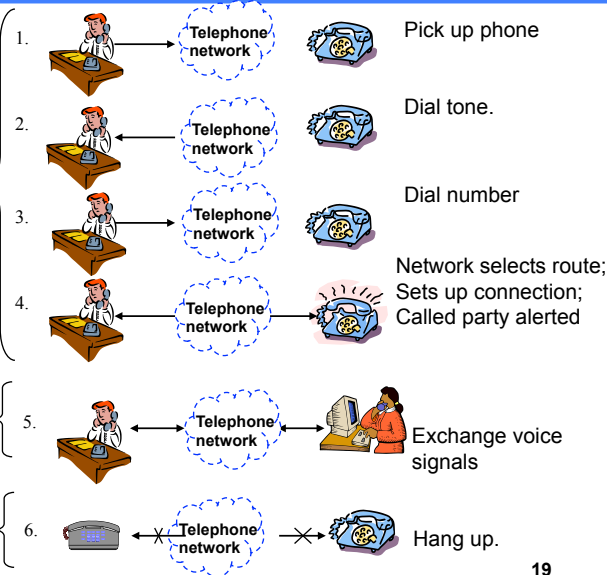 1.
Telephone
network
Pick up phone
2.
Telephone
network
Dial tone.
3.
Telephone
network
Dial number
4.
Telephone
network
Network selects route;
Sets up connection;
Called party alerted
5.
Telephone
network
Exchange voice
signals
6.
Telephone
network
Hang up.
19